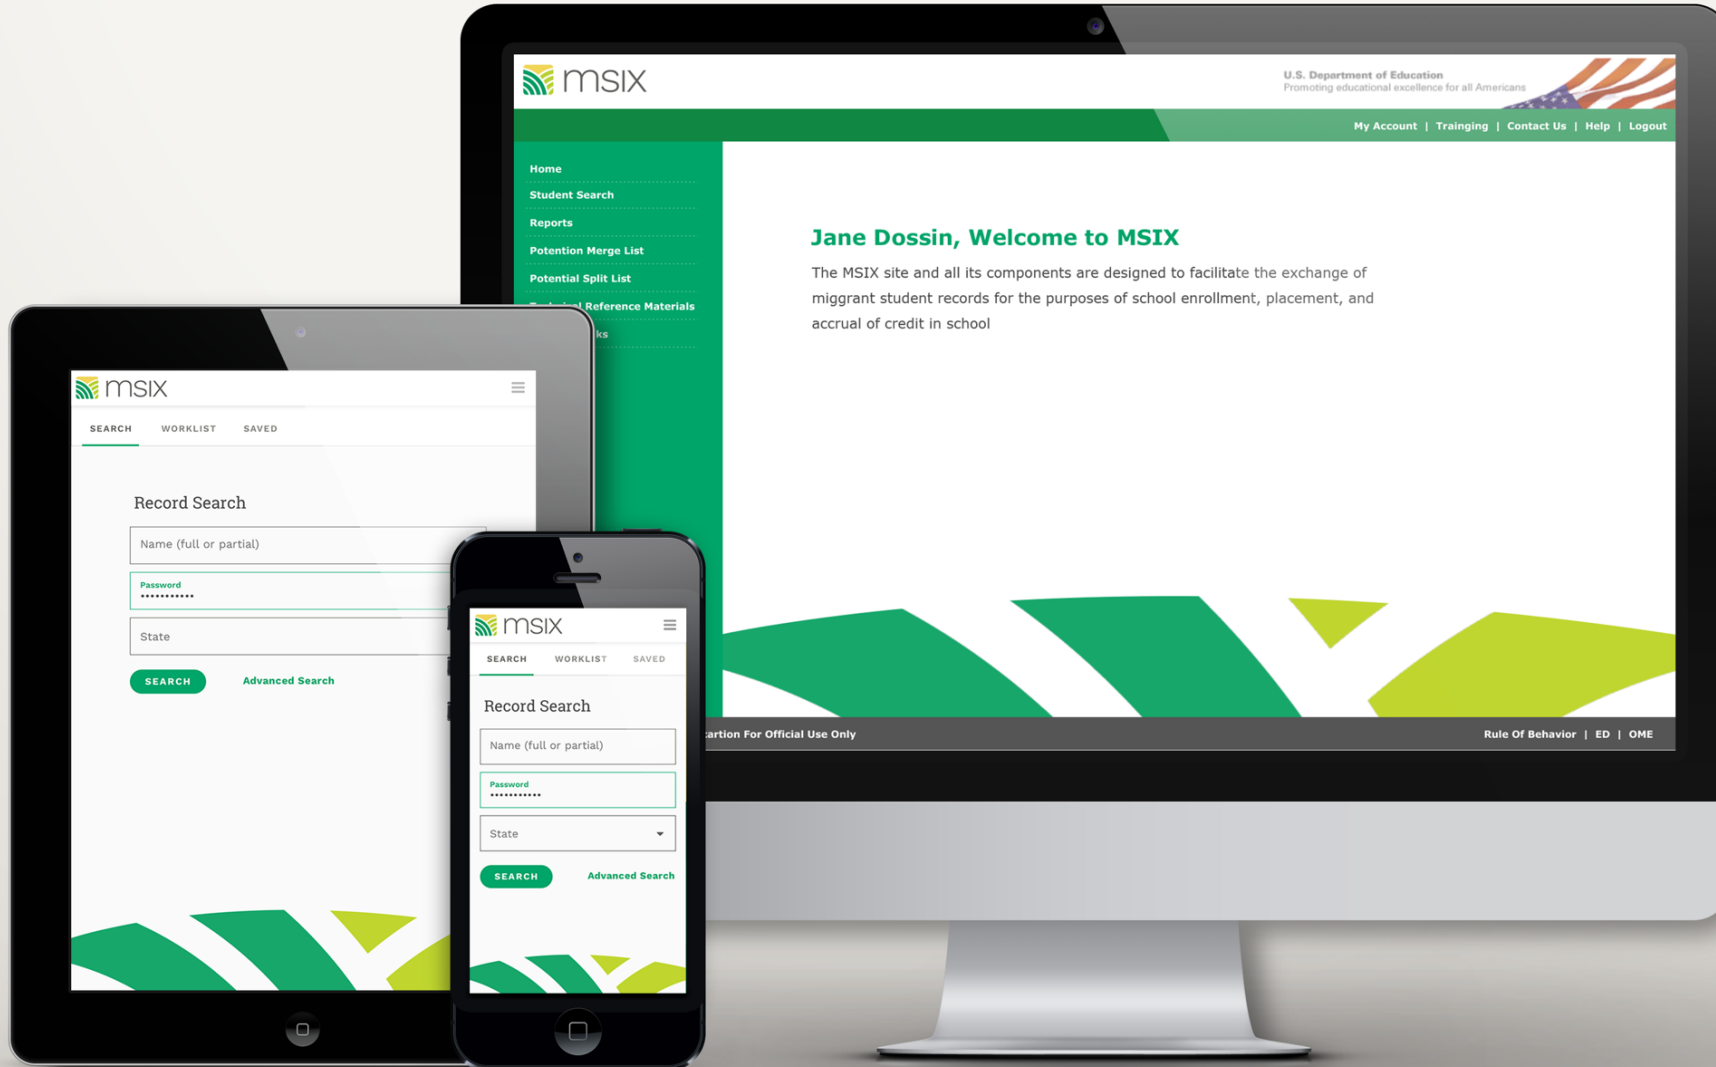 msix
U.S. Department of Education
Promoting educational excellence for all Americans
My Account | Trainging | Contact Us | Help | Logout
Home
Student Search
Reports
Potention Merge List
Potential Split List
Reference Materials
Jane Dossin, Welcome to MSIX
The MSIX site and all its components are designed to facilitate the exchange of
miggrant student records for the purposes of school enrollment, placement, and
accrual of credit in school
For Official Use Only
Rule Of Behavior | ED | OME
msix
SEARCH WORKLIST SAVED
Record Search
Name (full or partial)
Password
•••••••••••
State
SEARCH Advanced Search
msix
SEARCH WORKLIST SAVED
Record Search
Name (full or partial)
Password
•••••••••••
State
SEARCH Advanced Search